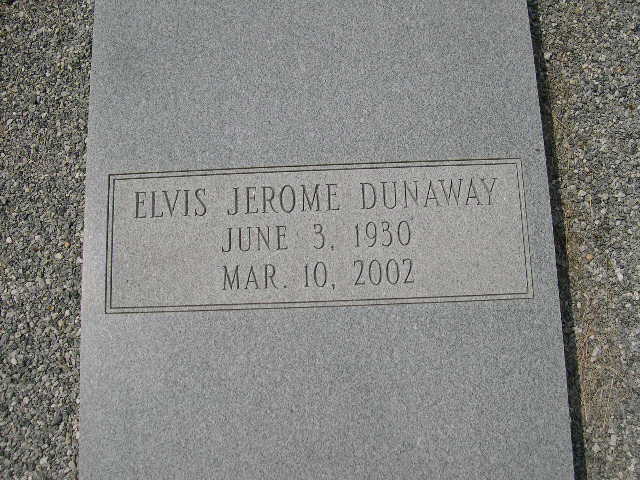 ELVIS JEROME DUNAWAY
JUNE 3, 1930
MAR. 10, 2002